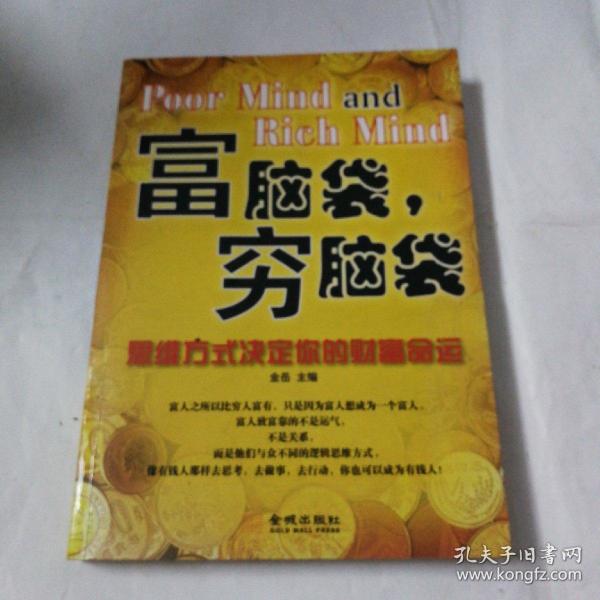 Poor Mind and
Rich Mind
富脑袋，
穷脑袋
思维方式决定你的财富命运
金岳 主编
富人之所以比穷人富有，只是因为富人想成为一个富人。
富人致富靠的不是运气，
不是关系，
而是他们与众不同的逻辑思维方式，
像有钱人那样去思考，去做事，去行动，你也可以成为有钱人！
金城出版社
GOLD WALL PRESS
孔夫子旧书网
www.kongfz.com